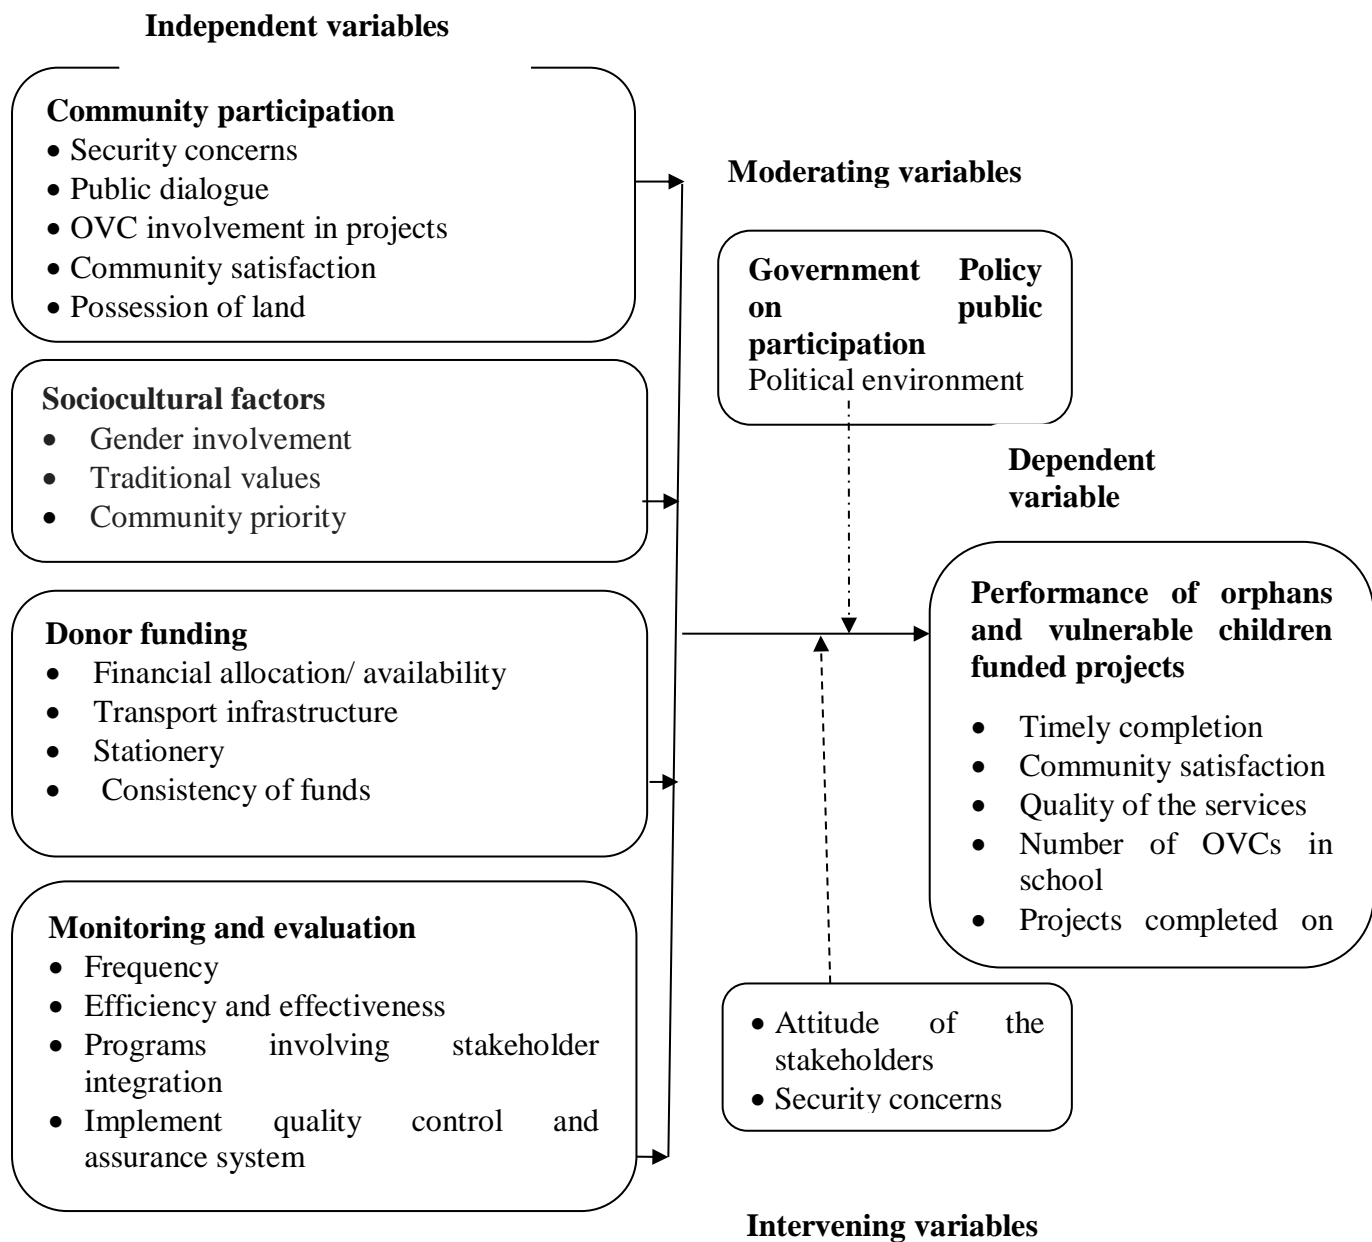 Independent variables
Community participation
• Security concerns
• Public dialogue
• OVC involvement in projects
• Community satisfaction
• Possession of land
Sociocultural factors
• Gender involvement
• Traditional values
• Community priority
Donor funding
• Financial allocation/ availability
• Transport infrastructure
• Stationery
• Consistency of funds
Monitoring and evaluation
• Frequency
• Efficiency and effectiveness
• Programs involving stakeholder
integration
• Implement quality control and
assurance system
Moderating variables
Government Policy
on public
participation
Political environment
Dependent
variable
Performance of orphans
and vulnerable children
funded projects
• Timely completion
• Community satisfaction
• Quality of the services
• Number of OVCs in
school
• Projects completed on
• Attitude of the
stakeholders
• Security concerns
Intervening variables